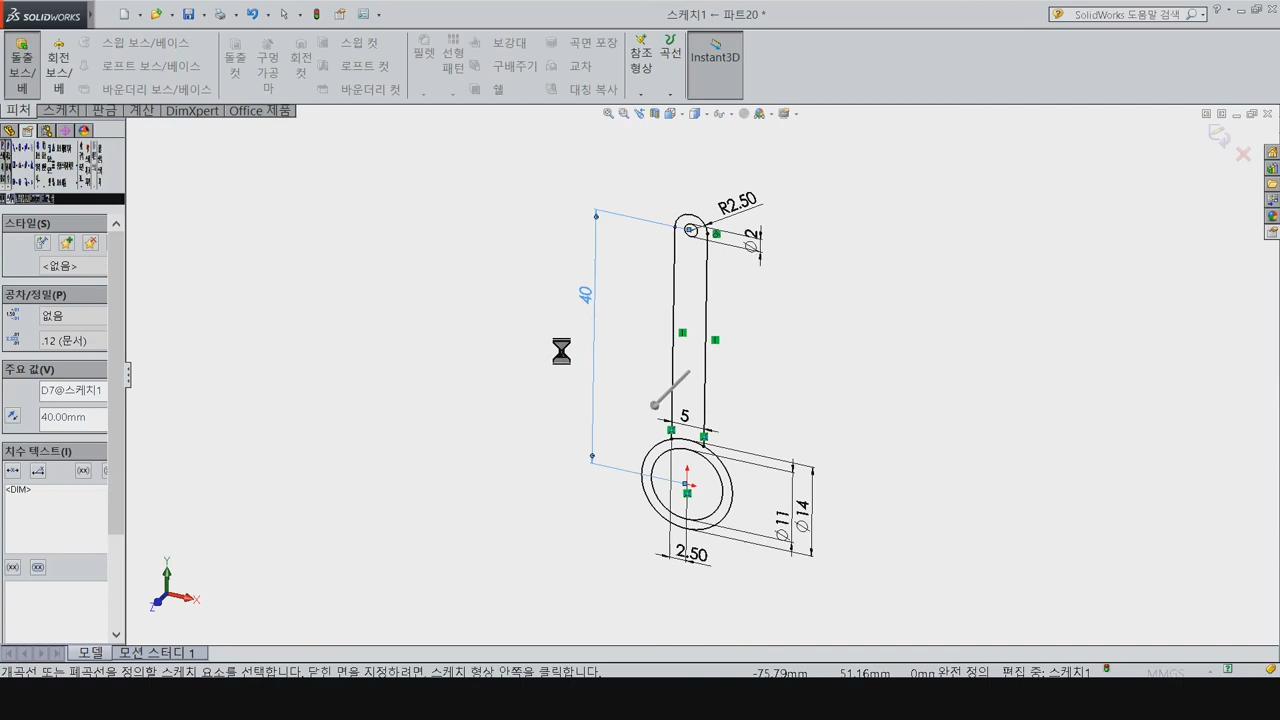 SOLIDWORKS
스케치1 ← 파트20 *
SolidWorks 도움말 검색
돌출 보스/베
회전 보스/베
스윕 보스/베이스
로프트 보스/베이스
바운더리 보스/베이스
돌출 컷
구멍 가공 마
회전 컷
스윕 컷
로프트 컷
바운더리 컷
필렛
선형 패턴
보강대
구배주기
쉘
곡면 포장
교차
대칭 복사
참조 형상
곡선
Instant3D
피처
스케치
판금
계산
DimXpert
Office 제품
스타일(S)
<없음>
공차/정밀(P)
없음
.12 (문서)
주요 값(V)
D7@스케치1
40.00mm
치수 텍스트(I)
(xx)
<DIM>
(xx)
R2.50
∅2
40
5
∅11
∅14
2.50
Y
X
Z
모델
모션 스터디 1
개곡선 또는 폐곡선을 정의할 스케치 요소를 선택합니다. 닫힌 면을 지정하려면, 스케치 형상 안쪽을 클릭합니다.
-75.79mm
51.16mm
0mm 완전 정의
편집 중: 스케치1
MMGS